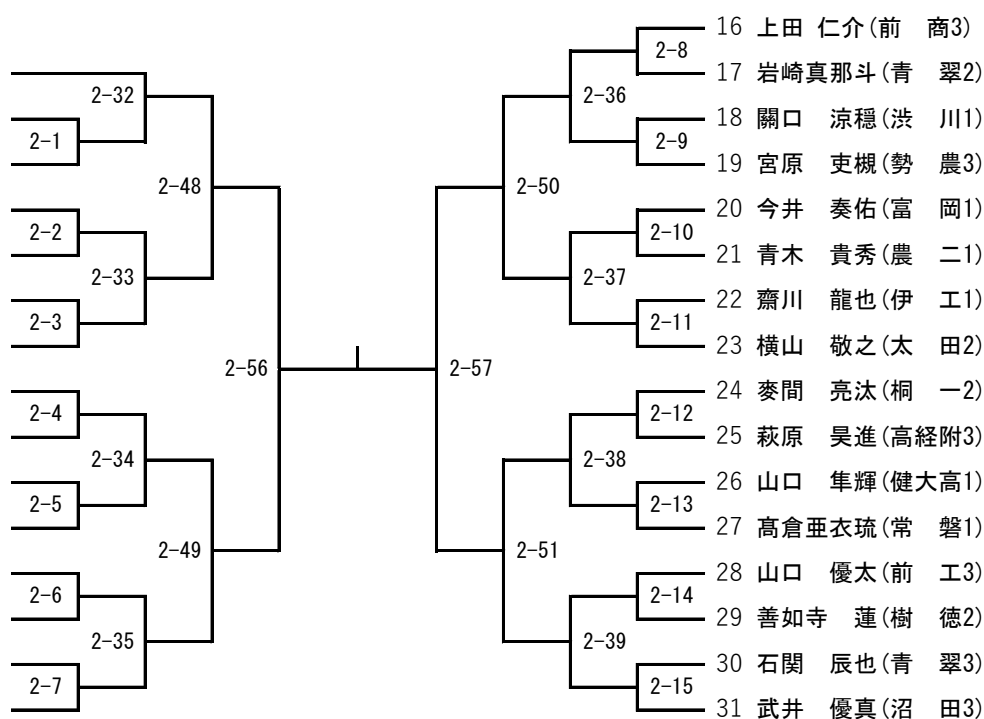 16 上田 仁介(前 商3)
2-8
17 岩崎真那斗(青 翠2)
2-32
2-36
18 關口 涼穏(渋 川1)
2-1
2-9
19 宮原 吏槻(勢 農3)
2-48
2-50
20 今井 奏佑(富 岡1)
2-2
2-10
21 青木 貴秀(農 二1)
2-33
2-37
22 齋川 龍也(伊 工1)
2-3
2-11
23 横山 敬之(太 田2)
2-56
2-57
24 麥間 亮汰(桐 一2)
2-4
2-12
25 萩原 昊進(高経附3)
2-34
2-38
26 山口 隼輝(健大高1)
2-5
2-13
27 髙倉亜衣琉(常 磐1)
2-49
2-51
28 山口 優太(前 工3)
2-6
2-14
29 善如寺 蓮(樹 徳2)
2-35
2-39
30 石関 辰也(青 翠3)
2-7
2-15
31 武井 優真(沼 田3)